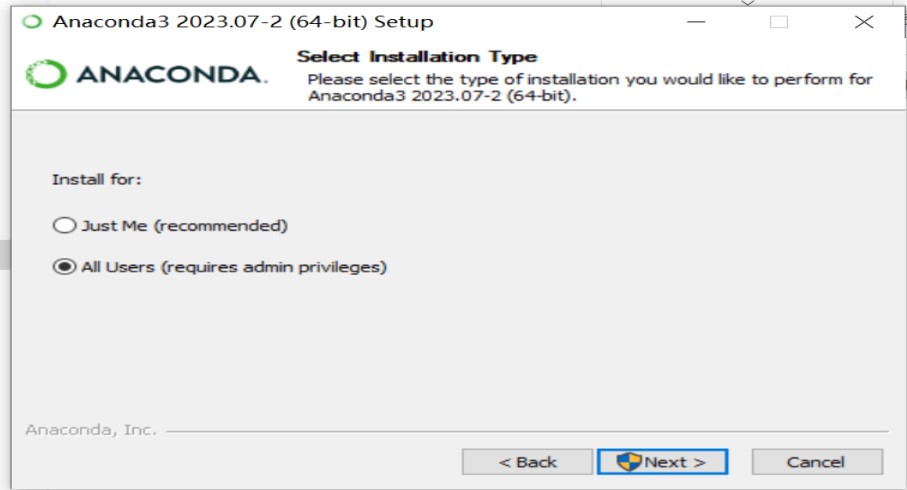 Anaconda3 2023.07-2 (64-bit) Setup
ANACONDA.
Select Installation Type
Please select the type of installation you would like to perform for
Anaconda3 2023.07-2 (64-bit).
Install for:
Just Me (recommended)
All Users (requires admin privileges)
Anaconda, Inc.
< Back
Next >
Cancel